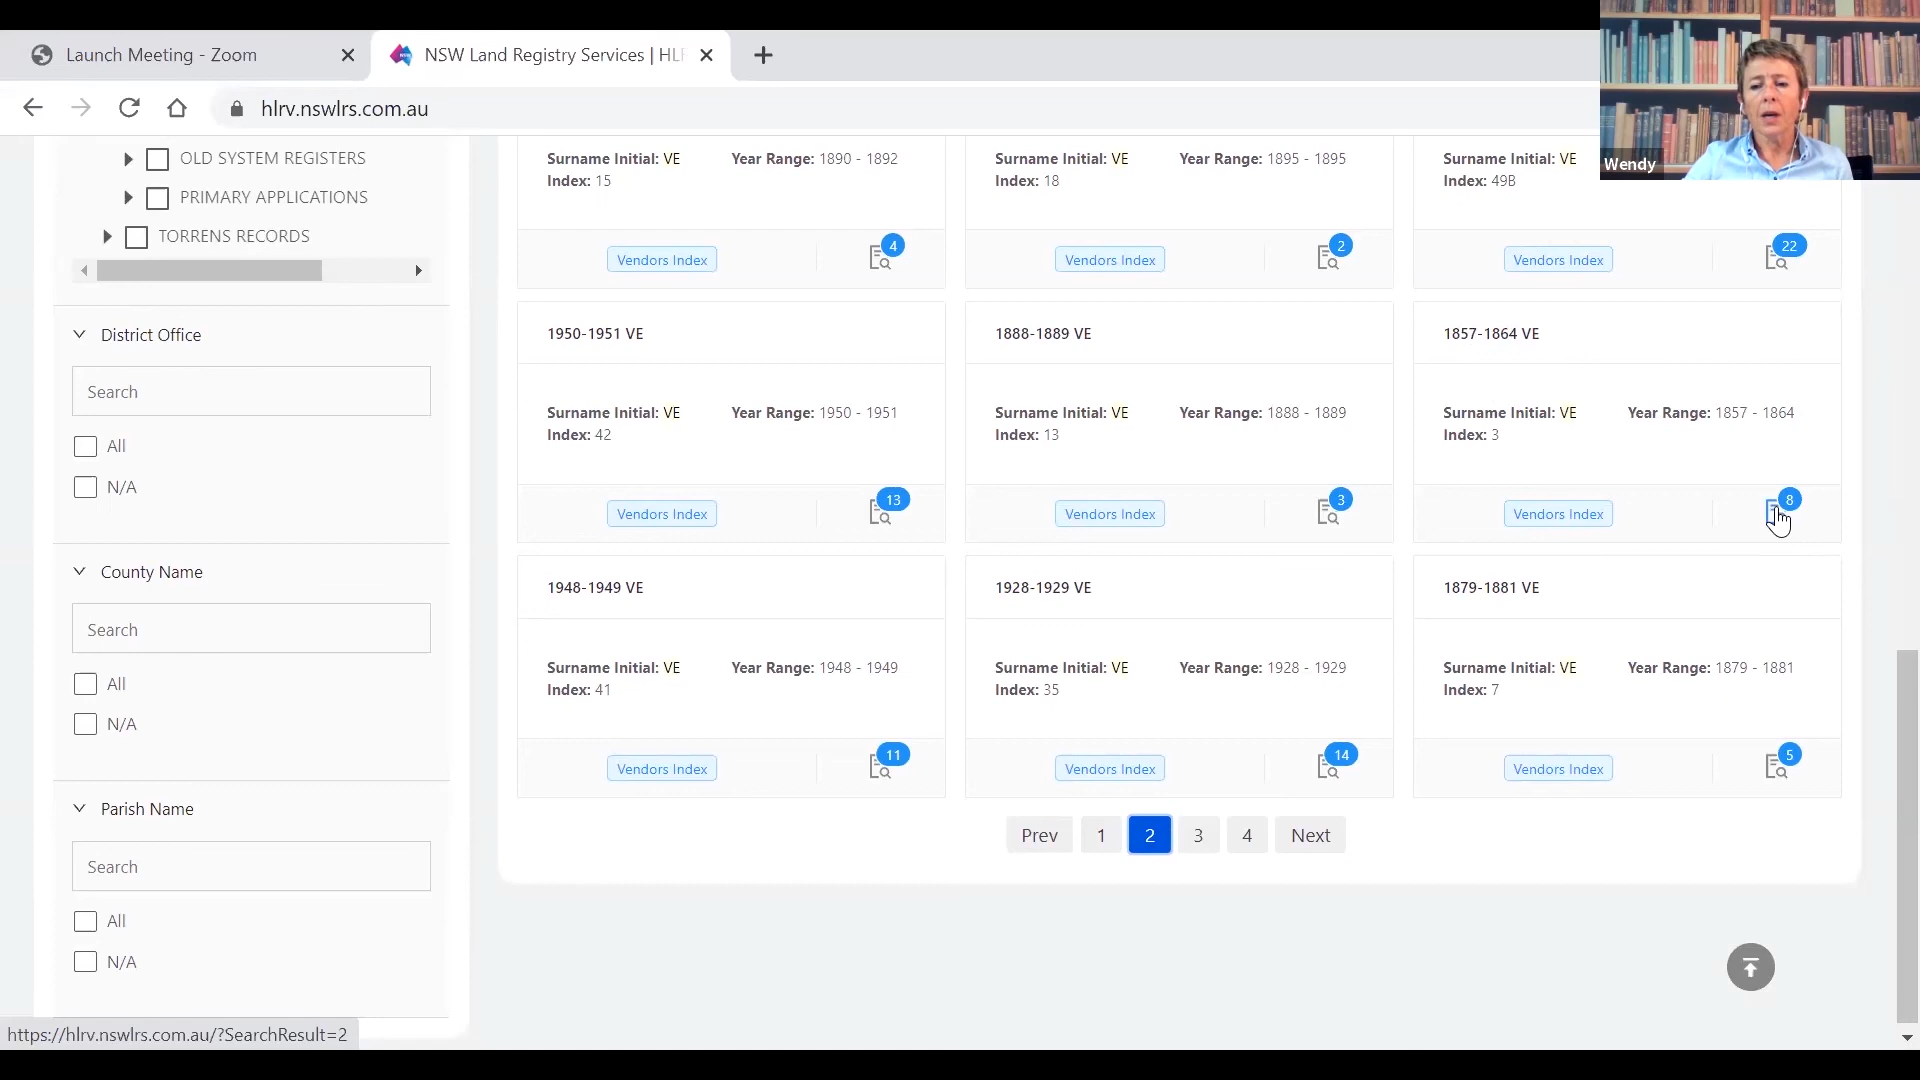 Launch Meeting - Zoom
NSW Land Registry Services | HLR
hlrv.nswlrs.com.au
Wendy
OLD SYSTEM REGISTERS
PRIMARY APPLICATIONS
TORRENS RECORDS
District Office
Search
All
N/A
County Name
Search
All
N/A
Parish Name
Search
All
N/A
Surname Initial: VE Year Range: 1890 - 1892
Index: 15
Vendors Index 4
Surname Initial: VE Year Range: 1895 - 1895
Index: 18
Vendors Index 2
Surname Initial: VE
Index: 49B
Vendors Index 22
1950-1951 VE
Surname Initial: VE Year Range: 1950 - 1951
Index: 42
Vendors Index 13
1888-1889 VE
Surname Initial: VE Year Range: 1888 - 1889
Index: 13
Vendors Index 3
1857-1864 VE
Surname Initial: VE Year Range: 1857 - 1864
Index: 3
Vendors Index 8
1948-1949 VE
Surname Initial: VE Year Range: 1948 - 1949
Index: 41
Vendors Index 11
1928-1929 VE
Surname Initial: VE Year Range: 1928 - 1929
Index: 35
Vendors Index 14
1879-1881 VE
Surname Initial: VE Year Range: 1879 - 1881
Index: 7
Vendors Index 5
Prev 1 2 3 4 Next
https://hlrv.nswlrs.com.au/?SearchResult=2